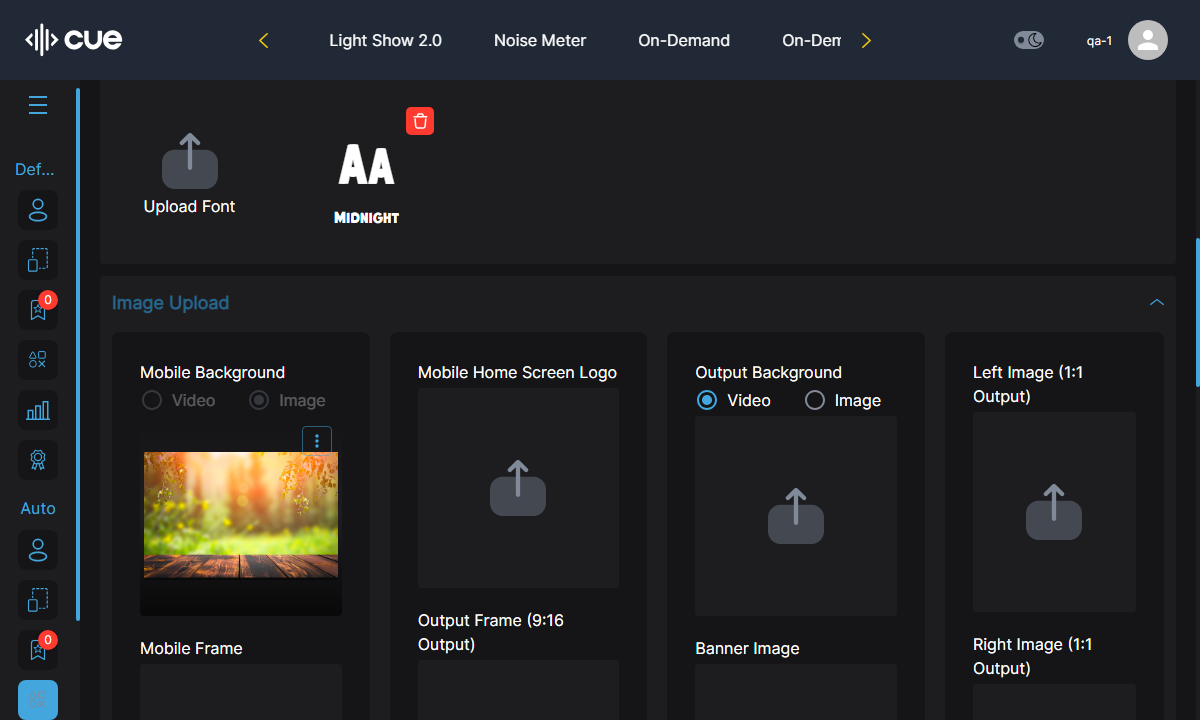 cue
Light Show 2.0
Noise Meter
On-Demand
On-Dem
qa-1
Def...
0
Auto
0
Upload Font
AA
Midnight
Image Upload
Mobile Background
Video
Image
Mobile Frame
Mobile Home Screen Logo
Output Frame (9:16
Output)
Output Background
Video
Image
Banner Image
Left Image (1:1
Output)
Right Image (1:1
Output)